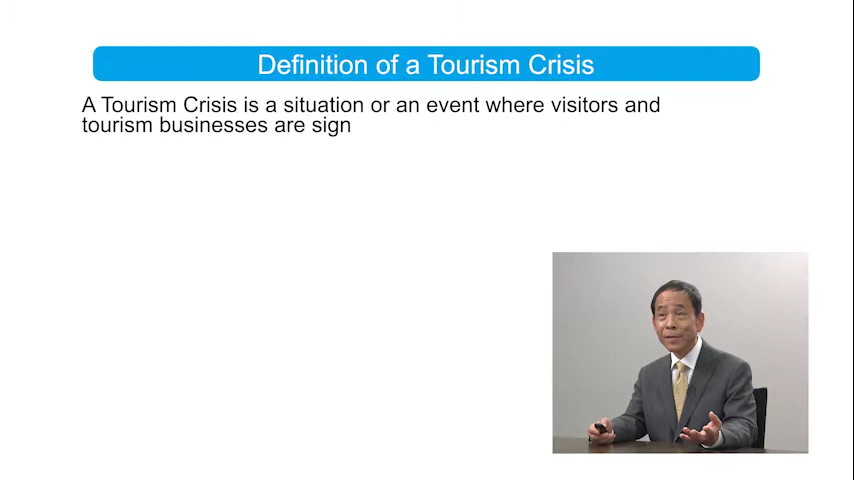 Definition of a Tourism Crisis
A Tourism Crisis is a situation or an event where visitors and
tourism businesses are sign